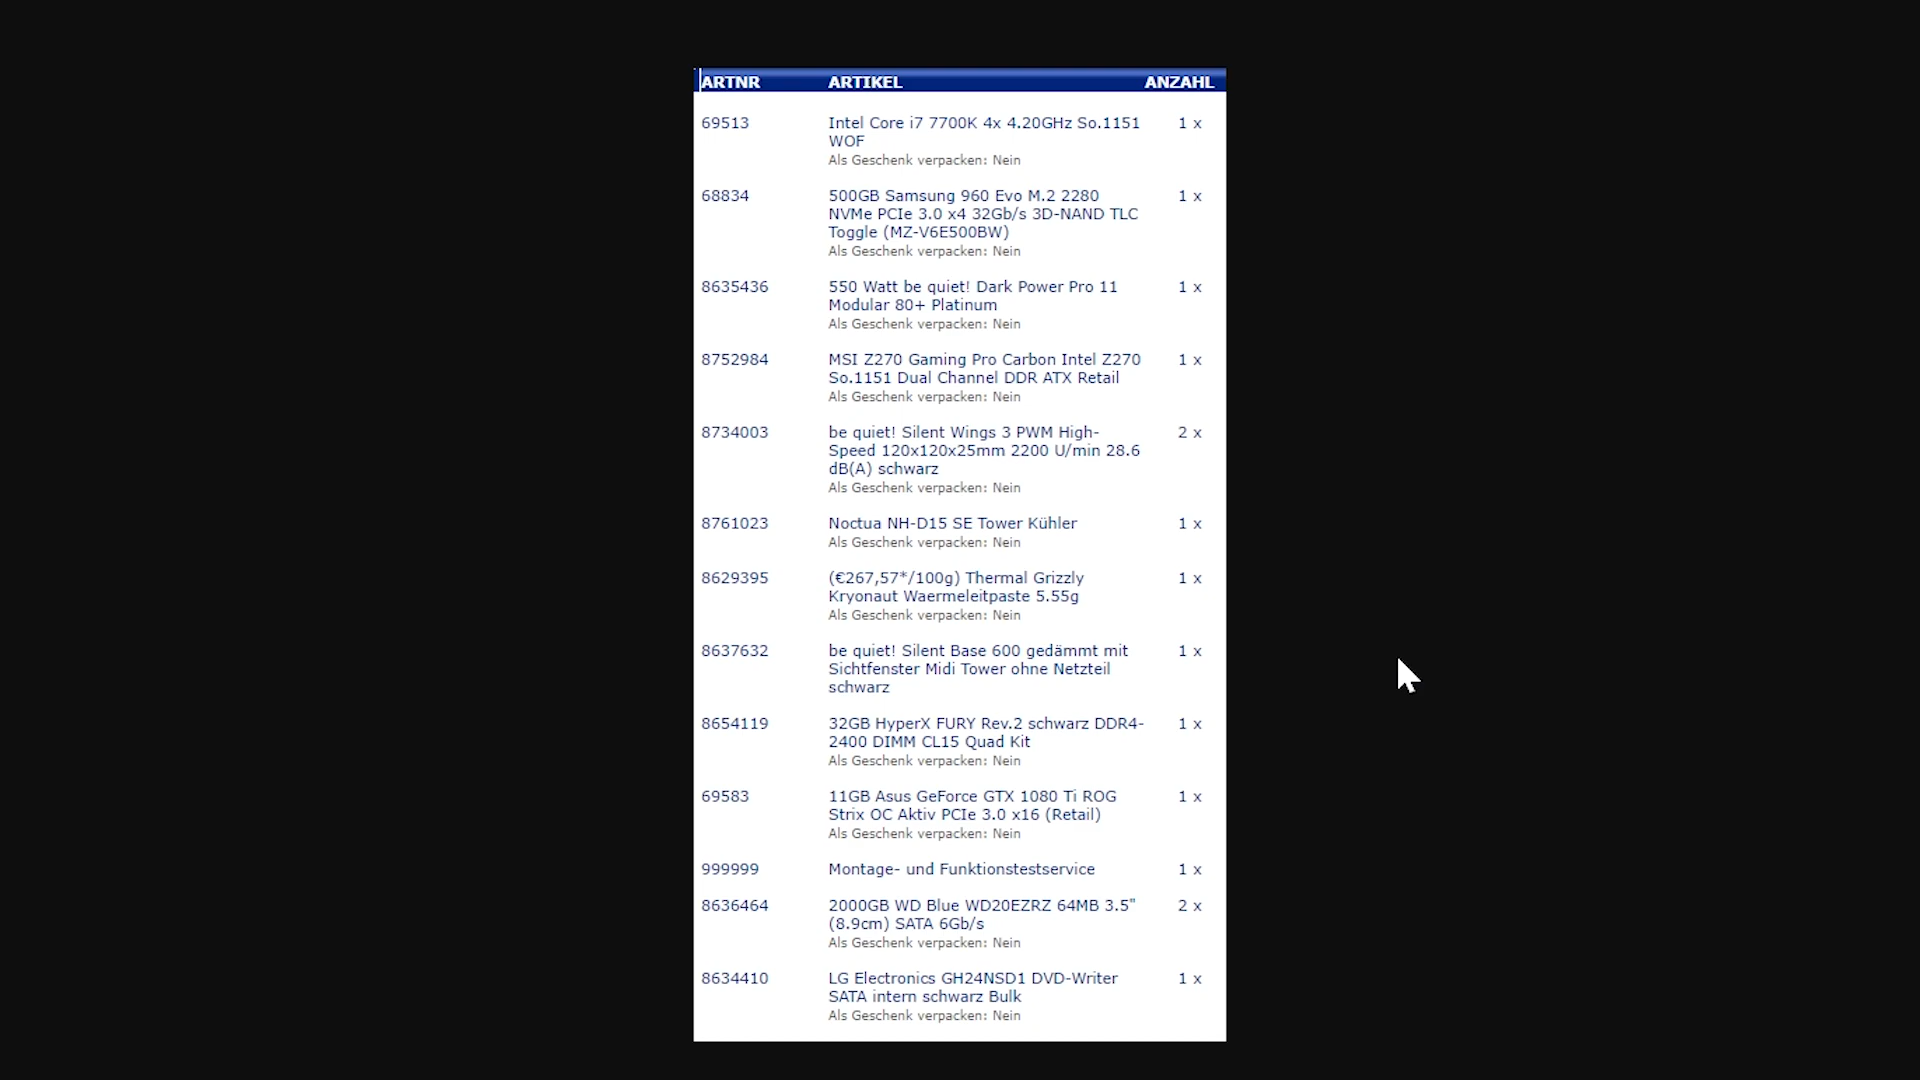 ARTNR ARTIKEL ANZAHL
69513 Intel Core i7 7700K 4x 4.20GHz So.1151 1 x
WOF
Als Geschenk verpacken: Nein
68834 500GB Samsung 960 Evo M.2 2280 1 x
NVMe PCIe 3.0 x4 32Gb/s 3D-NAND TLC
Toggle (MZ-V6E500BW)
Als Geschenk verpacken: Nein
8635436 550 Watt be quiet! Dark Power Pro 11 1 x
Modular 80+ Platinum
Als Geschenk verpacken: Nein
8752984 MSI Z270 Gaming Pro Carbon Intel Z270 1 x
So.1151 Dual Channel DDR ATX Retail
Als Geschenk verpacken: Nein
8734003 be quiet! Silent Wings 3 PWM High- 2 x
Speed 120x120x25mm 2200 U/min 28.6
dB(A) schwarz
Als Geschenk verpacken: Nein
8761023 Noctua NH-D15 SE Tower Kühler 1 x
Als Geschenk verpacken: Nein
8629395 (€267,57*/100g) Thermal Grizzly 1 x
Kryonaut Waermeleitpaste 5.55g
Als Geschenk verpacken: Nein
8637632 be quiet! Silent Base 600 gedämmt mit 1 x
Sichtfenster Midi Tower ohne Netzteil
schwarz
8654119 32GB HyperX FURY Rev.2 schwarz DDR4- 1 x
2400 DIMM CL15 Quad Kit
Als Geschenk verpacken: Nein
69583 11GB Asus GeForce GTX 1080 Ti ROG 1 x
Strix OC Aktiv PCIe 3.0 x16 (Retail)
Als Geschenk verpacken: Nein
999999 Montage- und Funktionstestservice 1 x
8636464 2000GB WD Blue WD20EZRZ 64MB 3.5" 2 x
(8.9cm) SATA 6Gb/s
Als Geschenk verpacken: Nein
8634410 LG Electronics GH24NSD1 DVD-Writer 1 x
SATA intern schwarz Bulk
Als Geschenk verpacken: Nein